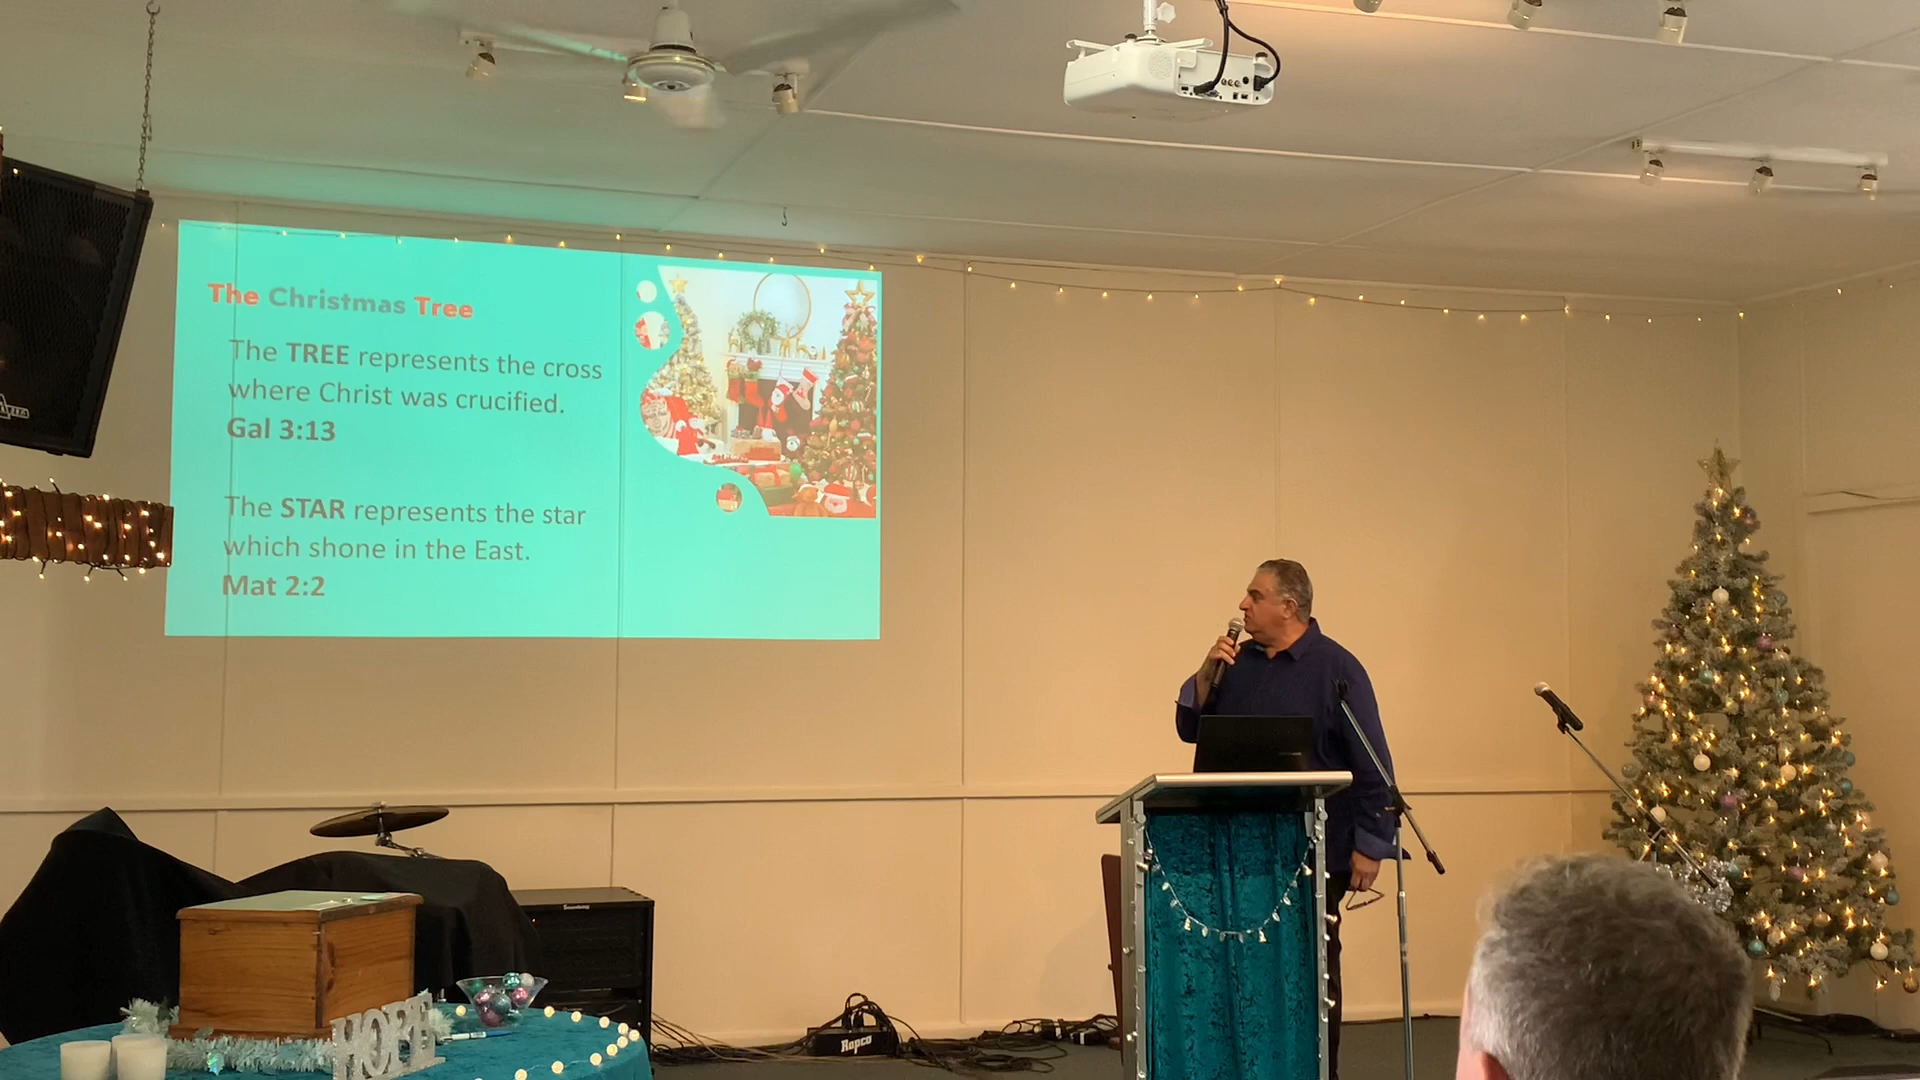 The Christmas Tree
The TREE represents the cross
where Christ was crucified.
Gal 3:13
The STAR represents the star
which shone in the East.
Mat 2:2
HOPE
Hopco